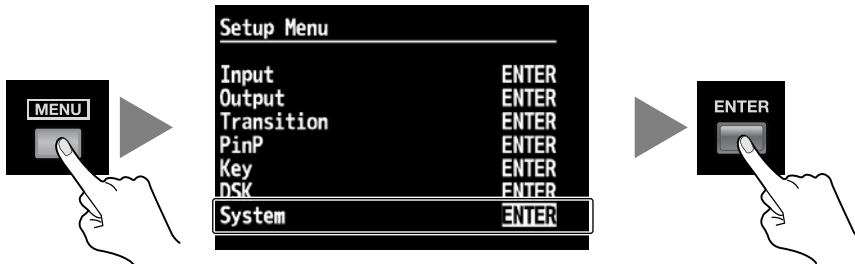 MENU
Setup Menu
Input ENTER
Output ENTER
Transition ENTER
PinP ENTER
Key ENTER
DSK ENTER
System ENTER
ENTER